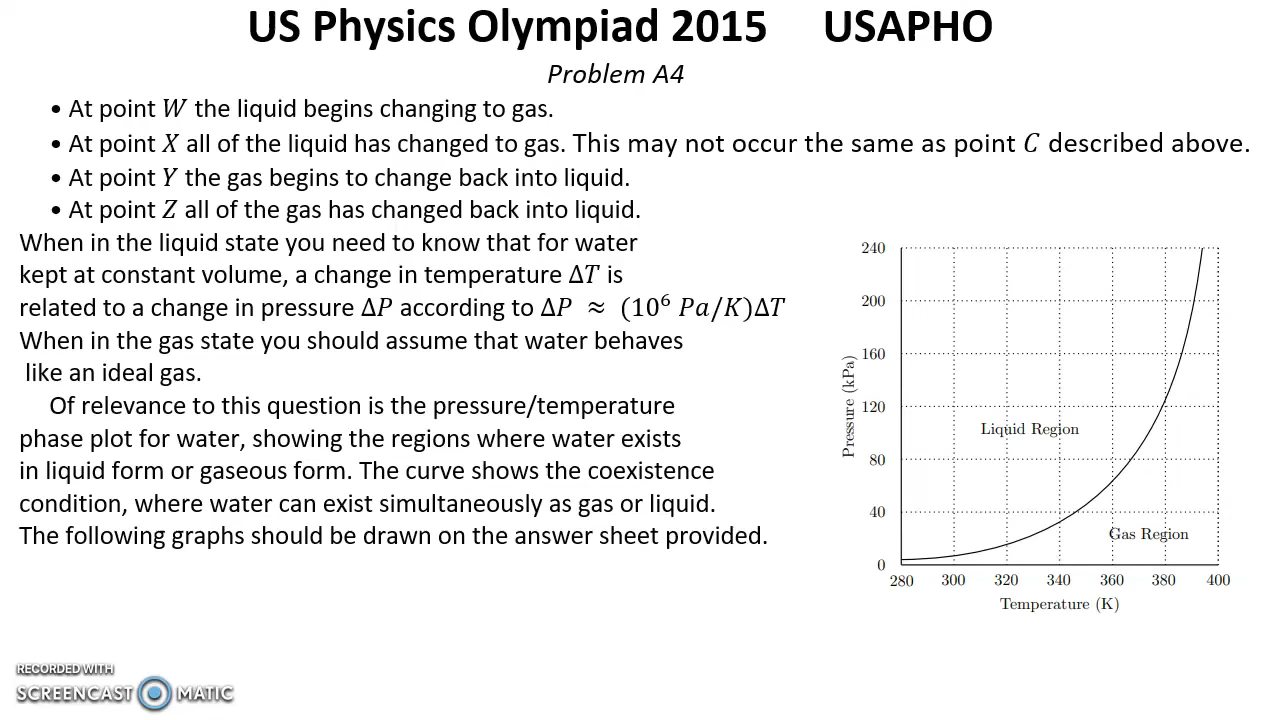 US Physics Olympiad 2015 USAPHO
Problem A4
• At point W the liquid begins changing to gas.
• At point X all of the liquid has changed to gas. This may not occur the same as point C described above.
• At point Y the gas begins to change back into liquid.
• At point Z all of the gas has changed back into liquid.
When in the liquid state you need to know that for water
kept at constant volume, a change in temperature ΔT is
related to a change in pressure ΔP according to ΔP ≈ (10⁶ Pa/K)ΔT
When in the gas state you should assume that water behaves
like an ideal gas.
Of relevance to this question is the pressure/temperature
phase plot for water, showing the regions where water exists
in liquid form or gaseous form. The curve shows the coexistence
condition, where water can exist simultaneously as gas or liquid.
The following graphs should be drawn on the answer sheet provided.
240
200
160
120
80
40
0
Pressure (kPa)
Liquid Region
Gas Region
280 300 320 340 360 380 400
Temperature (K)
RECORDED WITH
SCREENCAST MATIC